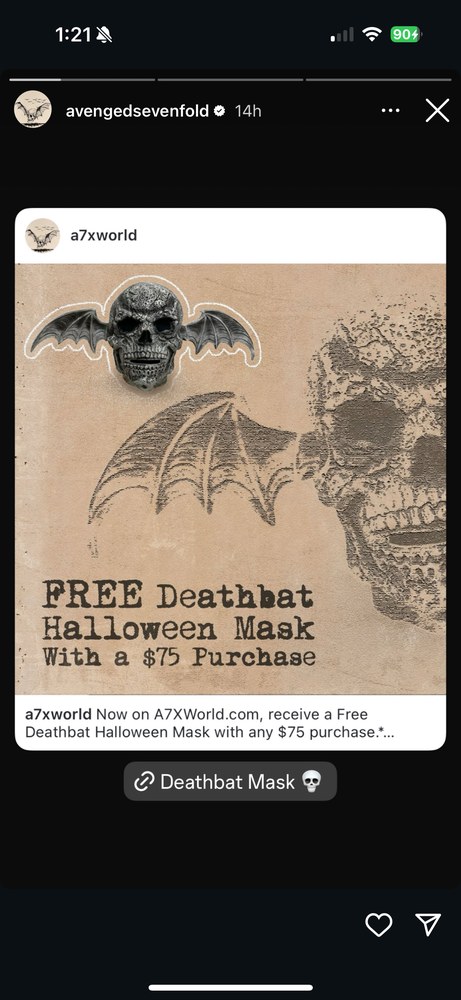 1:21
90
avengedsevenfold 14h
a7xworld
FREE Deathbat
Halloween Mask
With a $75 Purchase
a7xworld Now on A7XWorld.com, receive a Free
Deathbat Halloween Mask with any $75 purchase.*...
Deathbat Mask 💀